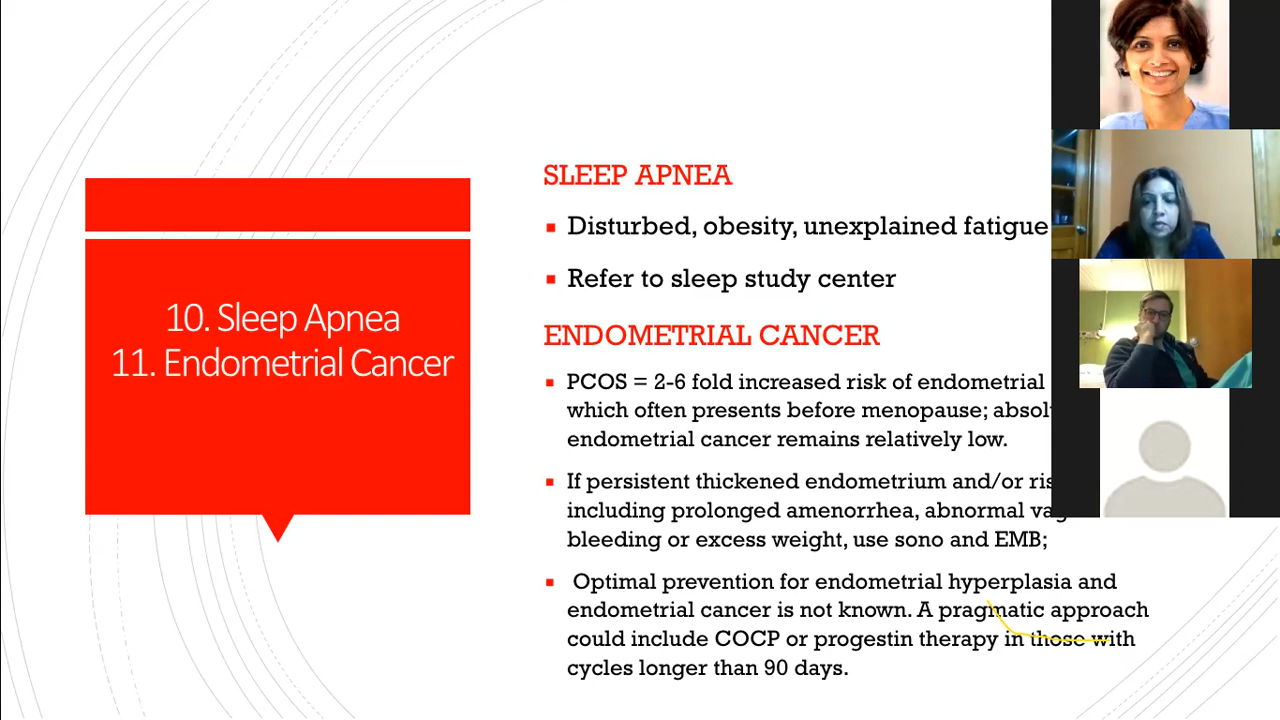 10. Sleep Apnea
11. Endometrial Cancer
SLEEP APNEA
Disturbed, obesity, unexplained fatigue
Refer to sleep study center
ENDOMETRIAL CANCER
PCOS = 2-6 fold increased risk of endometrial
which often presents before menopause;
endometrial cancer remains relatively low.
If persistent thickened endometrium and/or
including prolonged amenorrhea, abnormal
bleeding or excess weight, use sono and EMB;
Optimal prevention for endometrial hyperplasia and
endometrial cancer is not known. A pragmatic approach
could include COCP or progestin therapy in those with
cycles longer than 90 days.